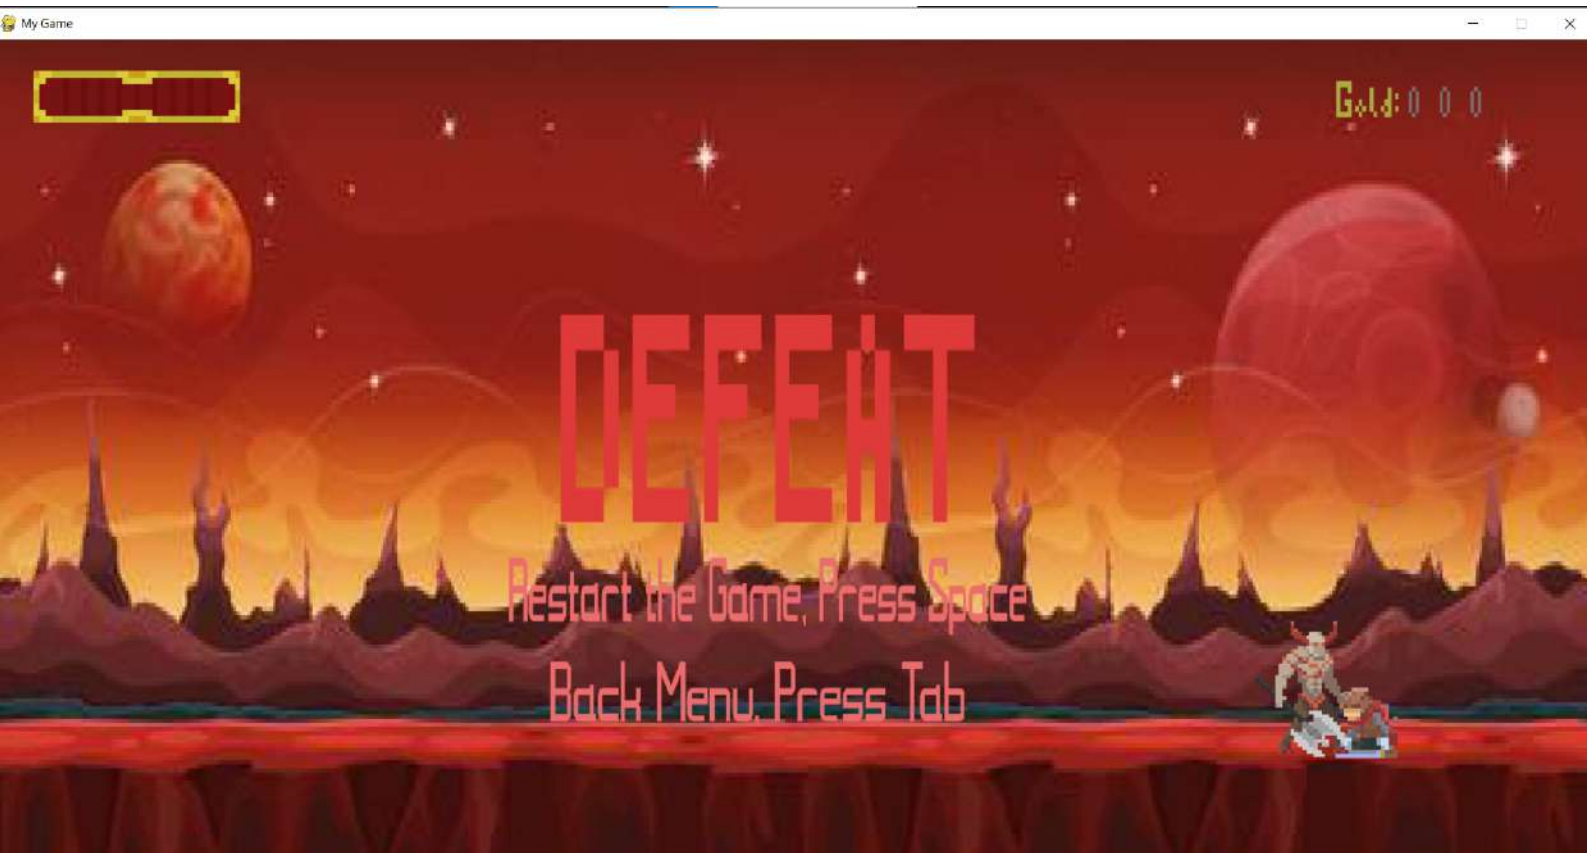 My Game
Gold: 0 0 0
DEFEAT
Restart the Game, Press Space
Back Menu, Press Tab